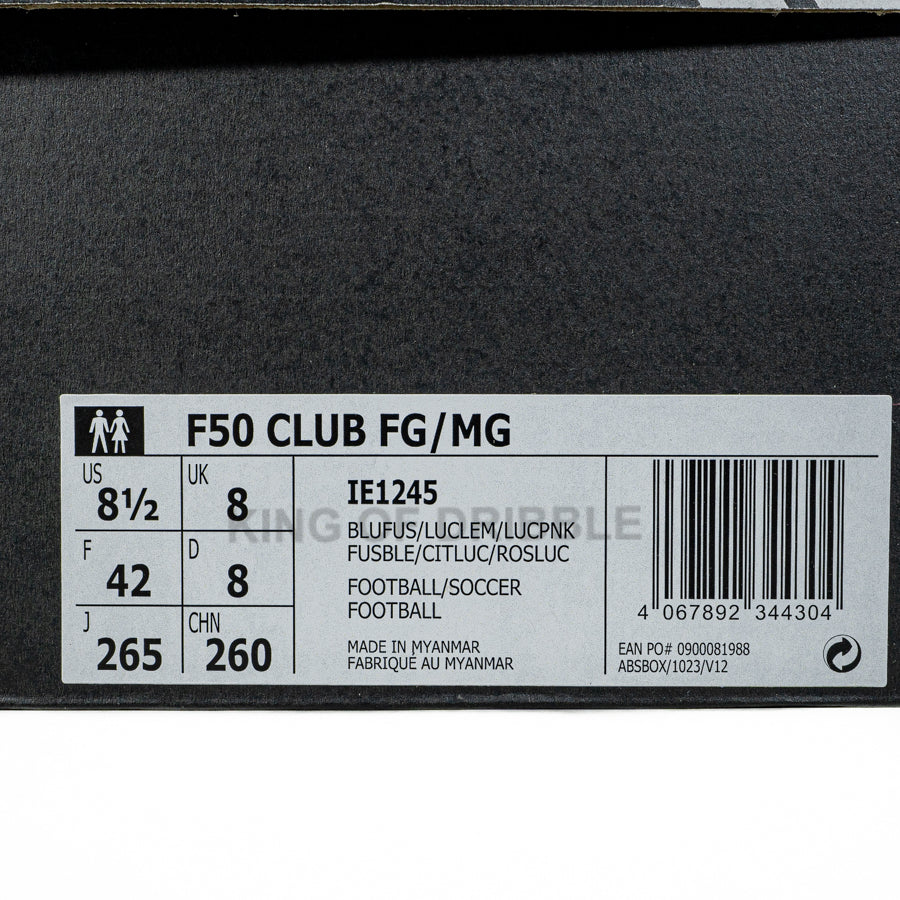 F50 CLUB FG/MG
US
8½
UK
8
F
42
D
8
J
265
CHN
260
IE1245
BLUFUS/LUCLEM/LUCPNK
FUSBLE/CITLUC/ROSLUC
FOOTBALL/SOCCER
FOOTBALL
MADE IN MYANMAR
FABRIQUÉ AU MYANMAR
4 067892 344304
EAN PO# 0900081988
ABSBOX/1023/V12
KING OF DRIBBLE